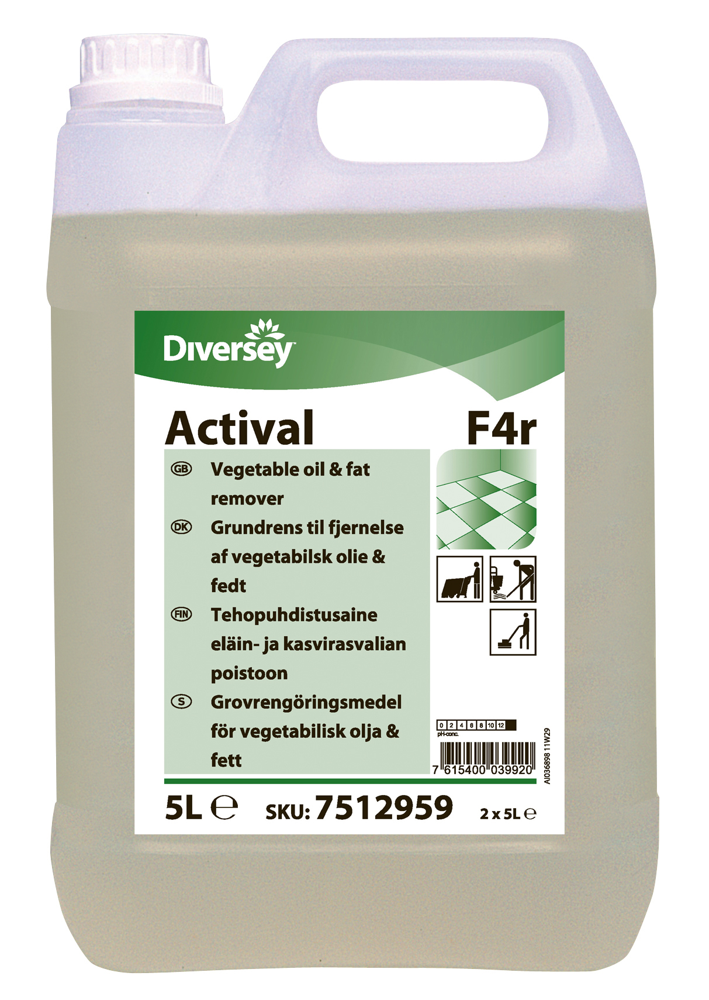 Diversey™
Actival F4r
GB Vegetable oil & fat
remover
DK Grundrens til fjernelse
af vegetabilsk olie &
fedt
FIN Tehopuhdistusaine
eläin- ja kasvirasvalian
poistoon
S Grovrengöringsmedel
för vegetabilisk olja &
fett
0 2 4 6 8 10 12
pH-conc.
7 615400 039920
AI036898 11W29
5L ℮ SKU: 7512959 2 x 5L ℮